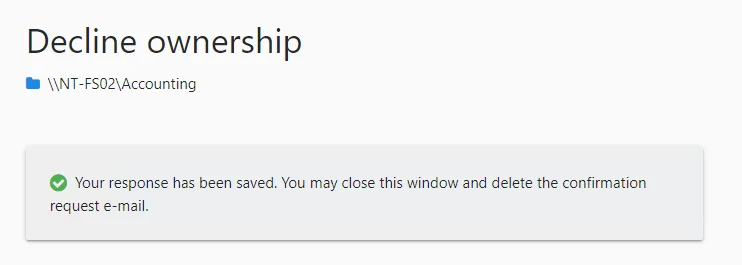 Decline ownership
\\NT-FS02\Accounting
Your response has been saved. You may close this window and delete the confirmation
request e-mail.